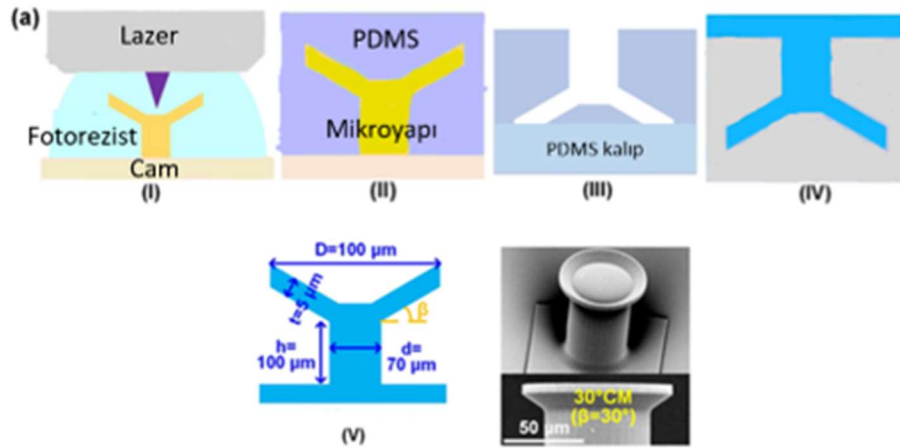 (a)
Lazer
Fotorezist
Cam
(I)
PDMS
Mikroyapı
(II)
PDMS kalıp
(III)
(IV)
D=100 µm
t=5 µm
β
h=
100 µm
d=
70 µm
(V)
30°CM
(β=30°)
50 µm